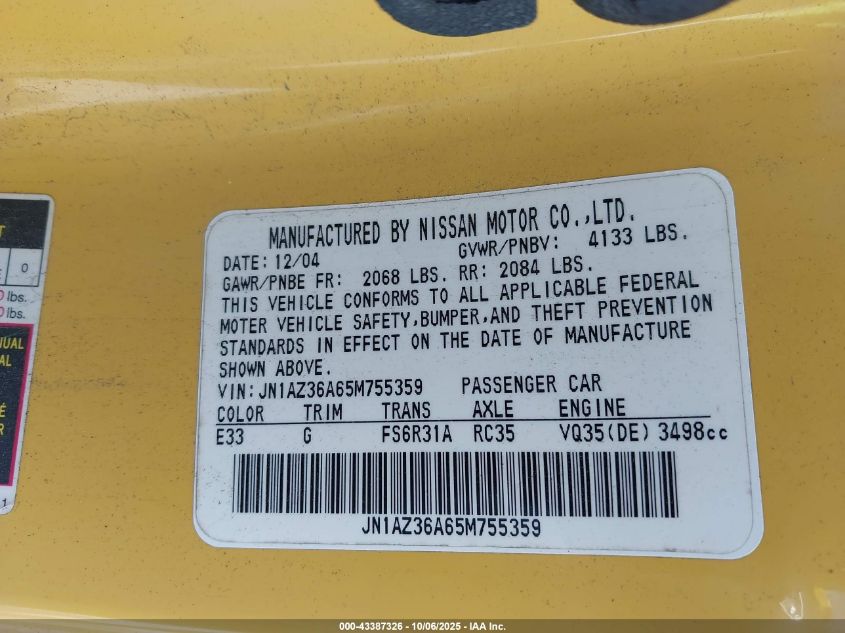 MANUFACTURED BY NISSAN MOTOR CO.,LTD.
DATE: 12/04 GVWR/PNBV: 4133 LBS.
GAWR/PNBE FR: 2068 LBS. RR: 2084 LBS.
THIS VEHICLE CONFORMS TO ALL APPLICABLE FEDERAL
MOTER VEHICLE SAFETY,BUMPER,AND THEFT PREVENTION
STANDARDS IN EFFECT ON THE DATE OF MANUFACTURE
SHOWN ABOVE.
VIN:JN1AZ36A65M755359 PASSENGER CAR
COLOR TRIM TRANS AXLE ENGINE
E33 G FS6R31A RC35 VQ35(DE) 3498cc
JN1AZ36A65M755359
0
lbs.
lbs.
000-43387326 - 10/06/2025 - IAA Inc.